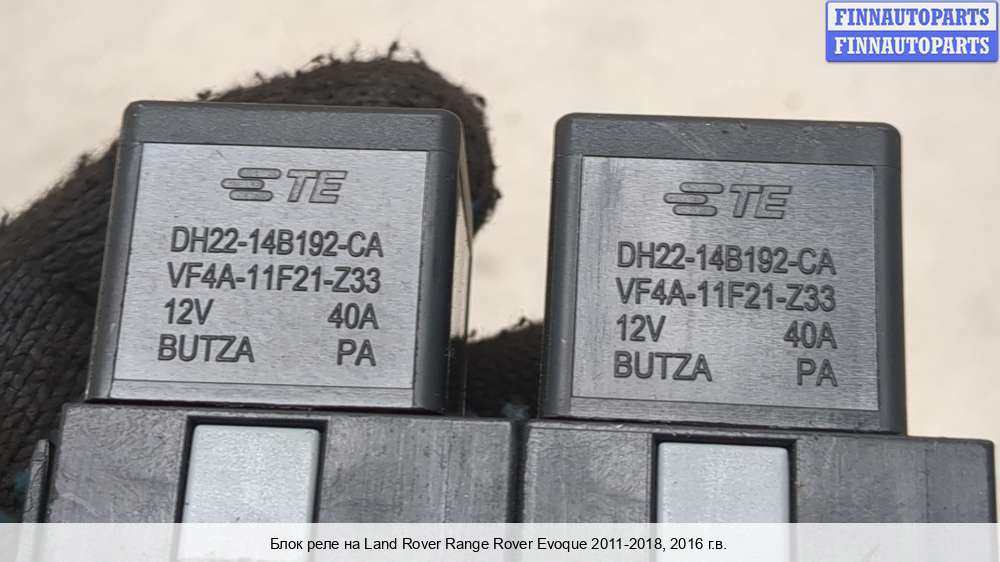 FINNAUTOPARTS
FINNAUTOPARTS
TE
DH22-14B192-CA
VF4A-11F21-Z33
12V 40A
BUTZA PA
TE
DH22-14B192-CA
VF4A-11F21-Z33
12V 40A
BUTZA PA
Блок реле на Land Rover Range Rover Evoque 2011-2018, 2016 г.в.